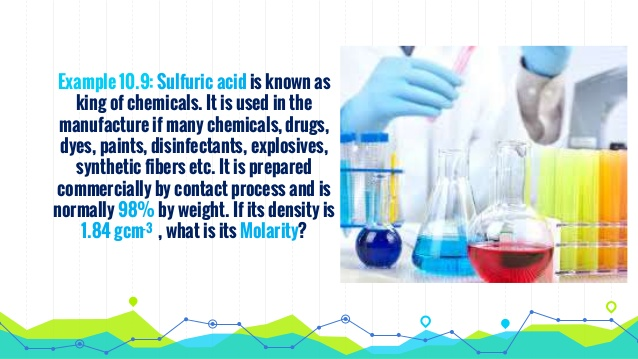 Example 10.9: Sulfuric acid is known as
king of chemicals. It is used in the
manufacture if many chemicals, drugs,
dyes, paints, disinfectants, explosives,
synthetic fibers etc. It is prepared
commercially by contact process and is
normally 98% by weight. If its density is
1.84 gcm-3 , what is its Molarity?